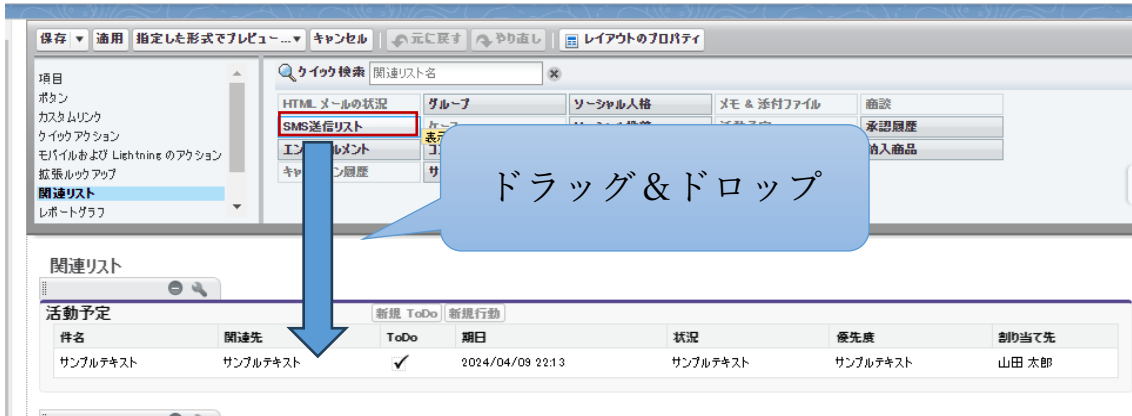 保存 ▼ 適用 指定した形式でプレビュー...▼ キャンセル 元に戻す やり直し レイアウトのプロパティ
項目
ボタン
カスタムリンク
クイックアクション
モバイルおよび Lightning のアクション
拡張ルックアップ
関連リスト
レポートグラフ
クイック検索 関連リスト名
HTML メールの状況 グループ ソーシャル人格 メモ & 添付ファイル 商談
SMS送信リスト 承認履歴
納入商品
ドラッグ＆ドロップ
関連リスト
活動予定 新規 ToDo 新規行動
件名 関連先 ToDo 期日 状況 優先度 割り当て先
サンプルテキスト サンプルテキスト ✓ 2024/04/09 22:13 サンプルテキスト サンプルテキスト 山田 太郎